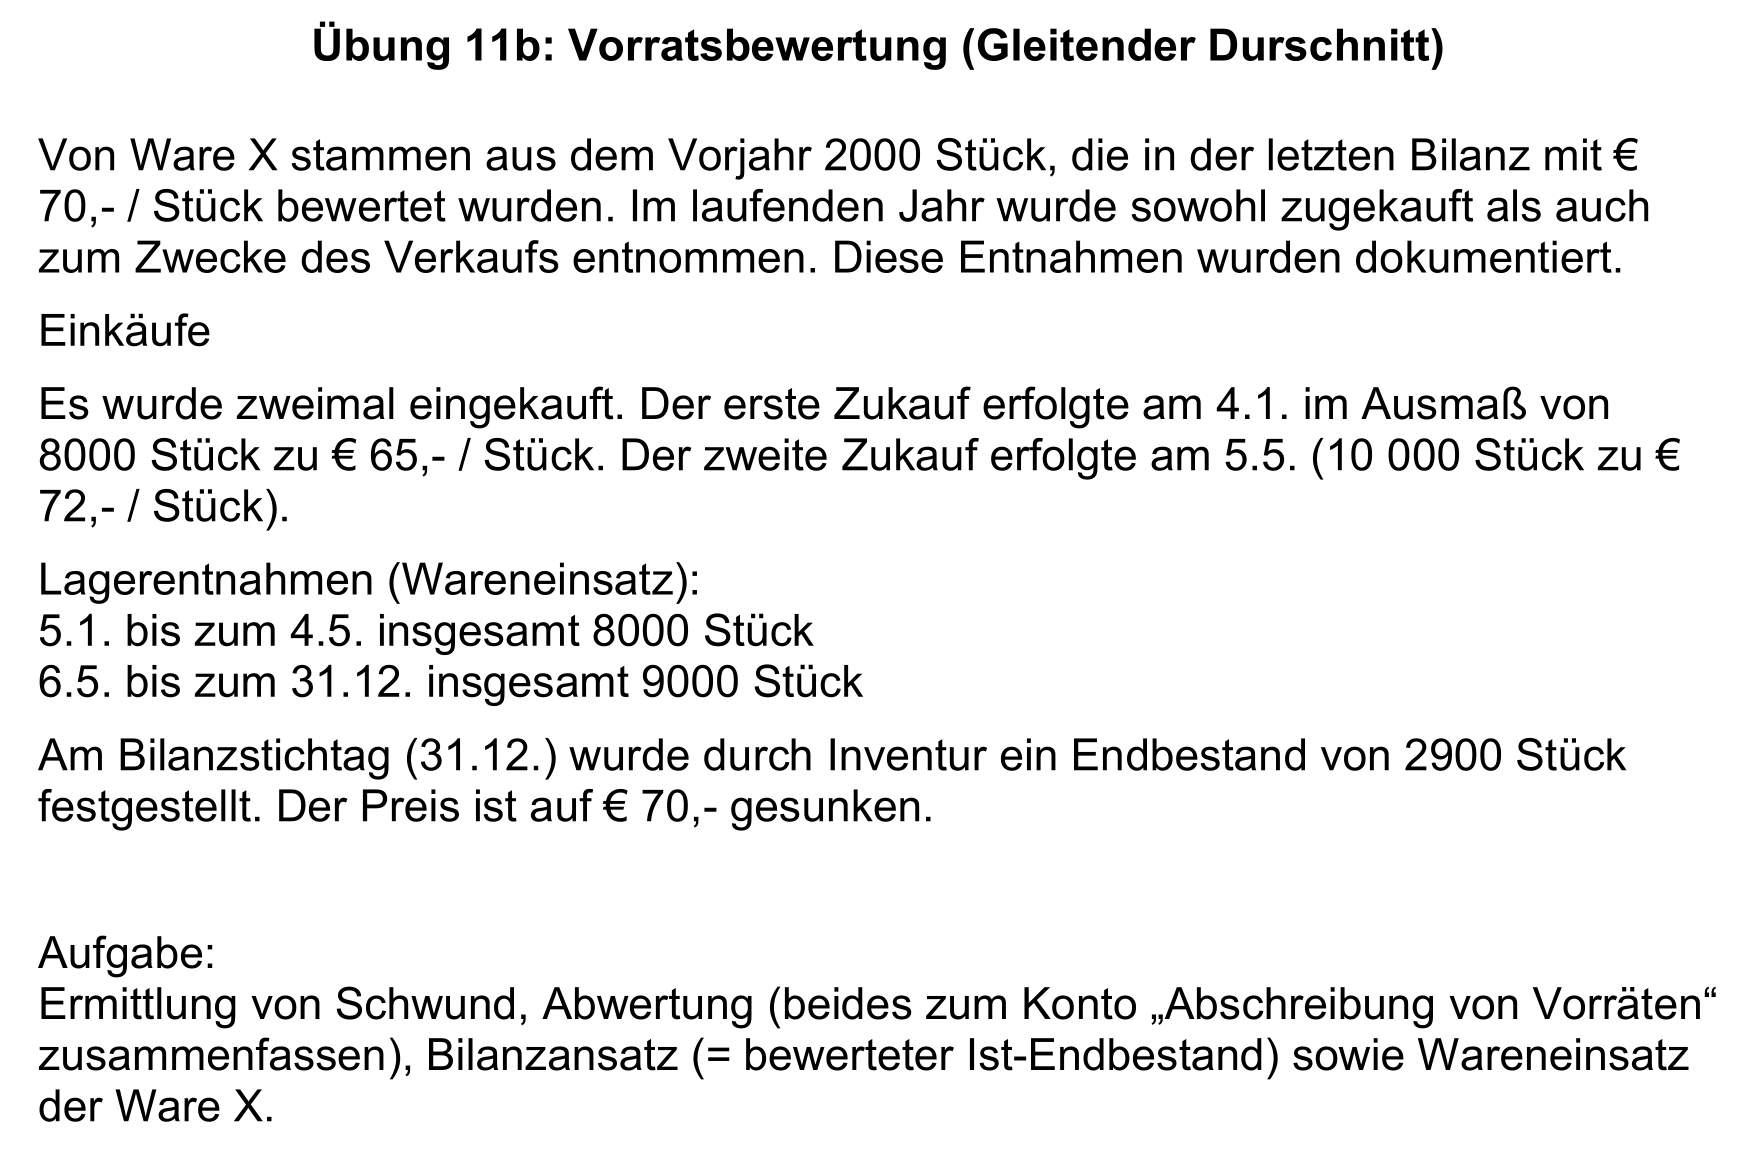 Übung 11b: Vorratsbewertung (Gleitender Durschnitt)
Von Ware X stammen aus dem Vorjahr 2000 Stück, die in der letzten Bilanz mit €
70,- / Stück bewertet wurden. Im laufenden Jahr wurde sowohl zugekauft als auch
zum Zwecke des Verkaufs entnommen. Diese Entnahmen wurden dokumentiert.
Einkäufe
Es wurde zweimal eingekauft. Der erste Zukauf erfolgte am 4.1. im Ausmaß von
8000 Stück zu € 65,- / Stück. Der zweite Zukauf erfolgte am 5.5. (10 000 Stück zu €
72,- / Stück).
Lagerentnahmen (Wareneinsatz):
5.1. bis zum 4.5. insgesamt 8000 Stück
6.5. bis zum 31.12. insgesamt 9000 Stück
Am Bilanzstichtag (31.12.) wurde durch Inventur ein Endbestand von 2900 Stück
festgestellt. Der Preis ist auf € 70,- gesunken.
Aufgabe:
Ermittlung von Schwund, Abwertung (beides zum Konto „Abschreibung von Vorräten“
zusammenfassen), Bilanzansatz (= bewerteter Ist-Endbestand) sowie Wareneinsatz
der Ware X.